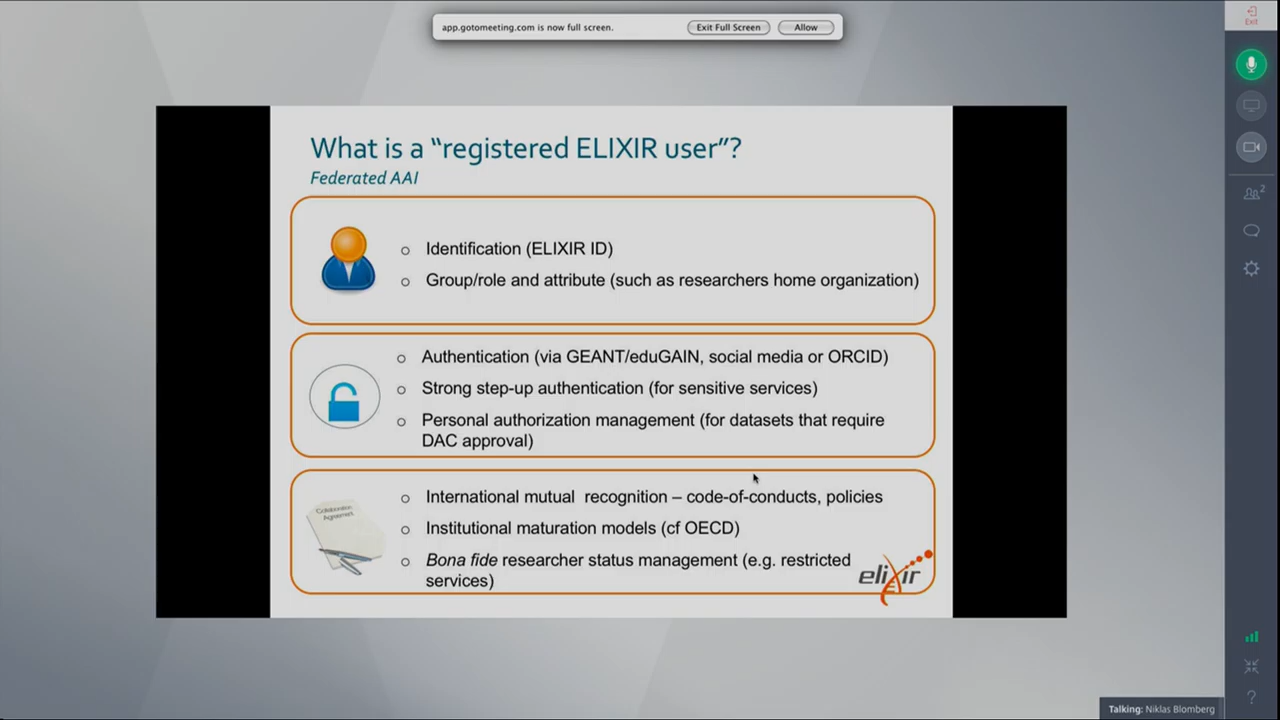 app.gotomeeting.com is now full screen.
Exit Full Screen
Allow
Exit
What is a “registered ELIXIR user”?
Federated AAI
Identification (ELIXIR ID)
Group/role and attribute (such as researchers home organization)
Authentication (via GEANT/eduGAIN, social media or ORCID)
Strong step-up authentication (for sensitive services)
Personal authorization management (for datasets that require
DAC approval)
Collaboration
Agreement
International mutual recognition – code-of-conducts, policies
Institutional maturation models (cf OECD)
Bona fide researcher status management (e.g. restricted
services)
elixir
2
?
Talking: Niklas Blomberg